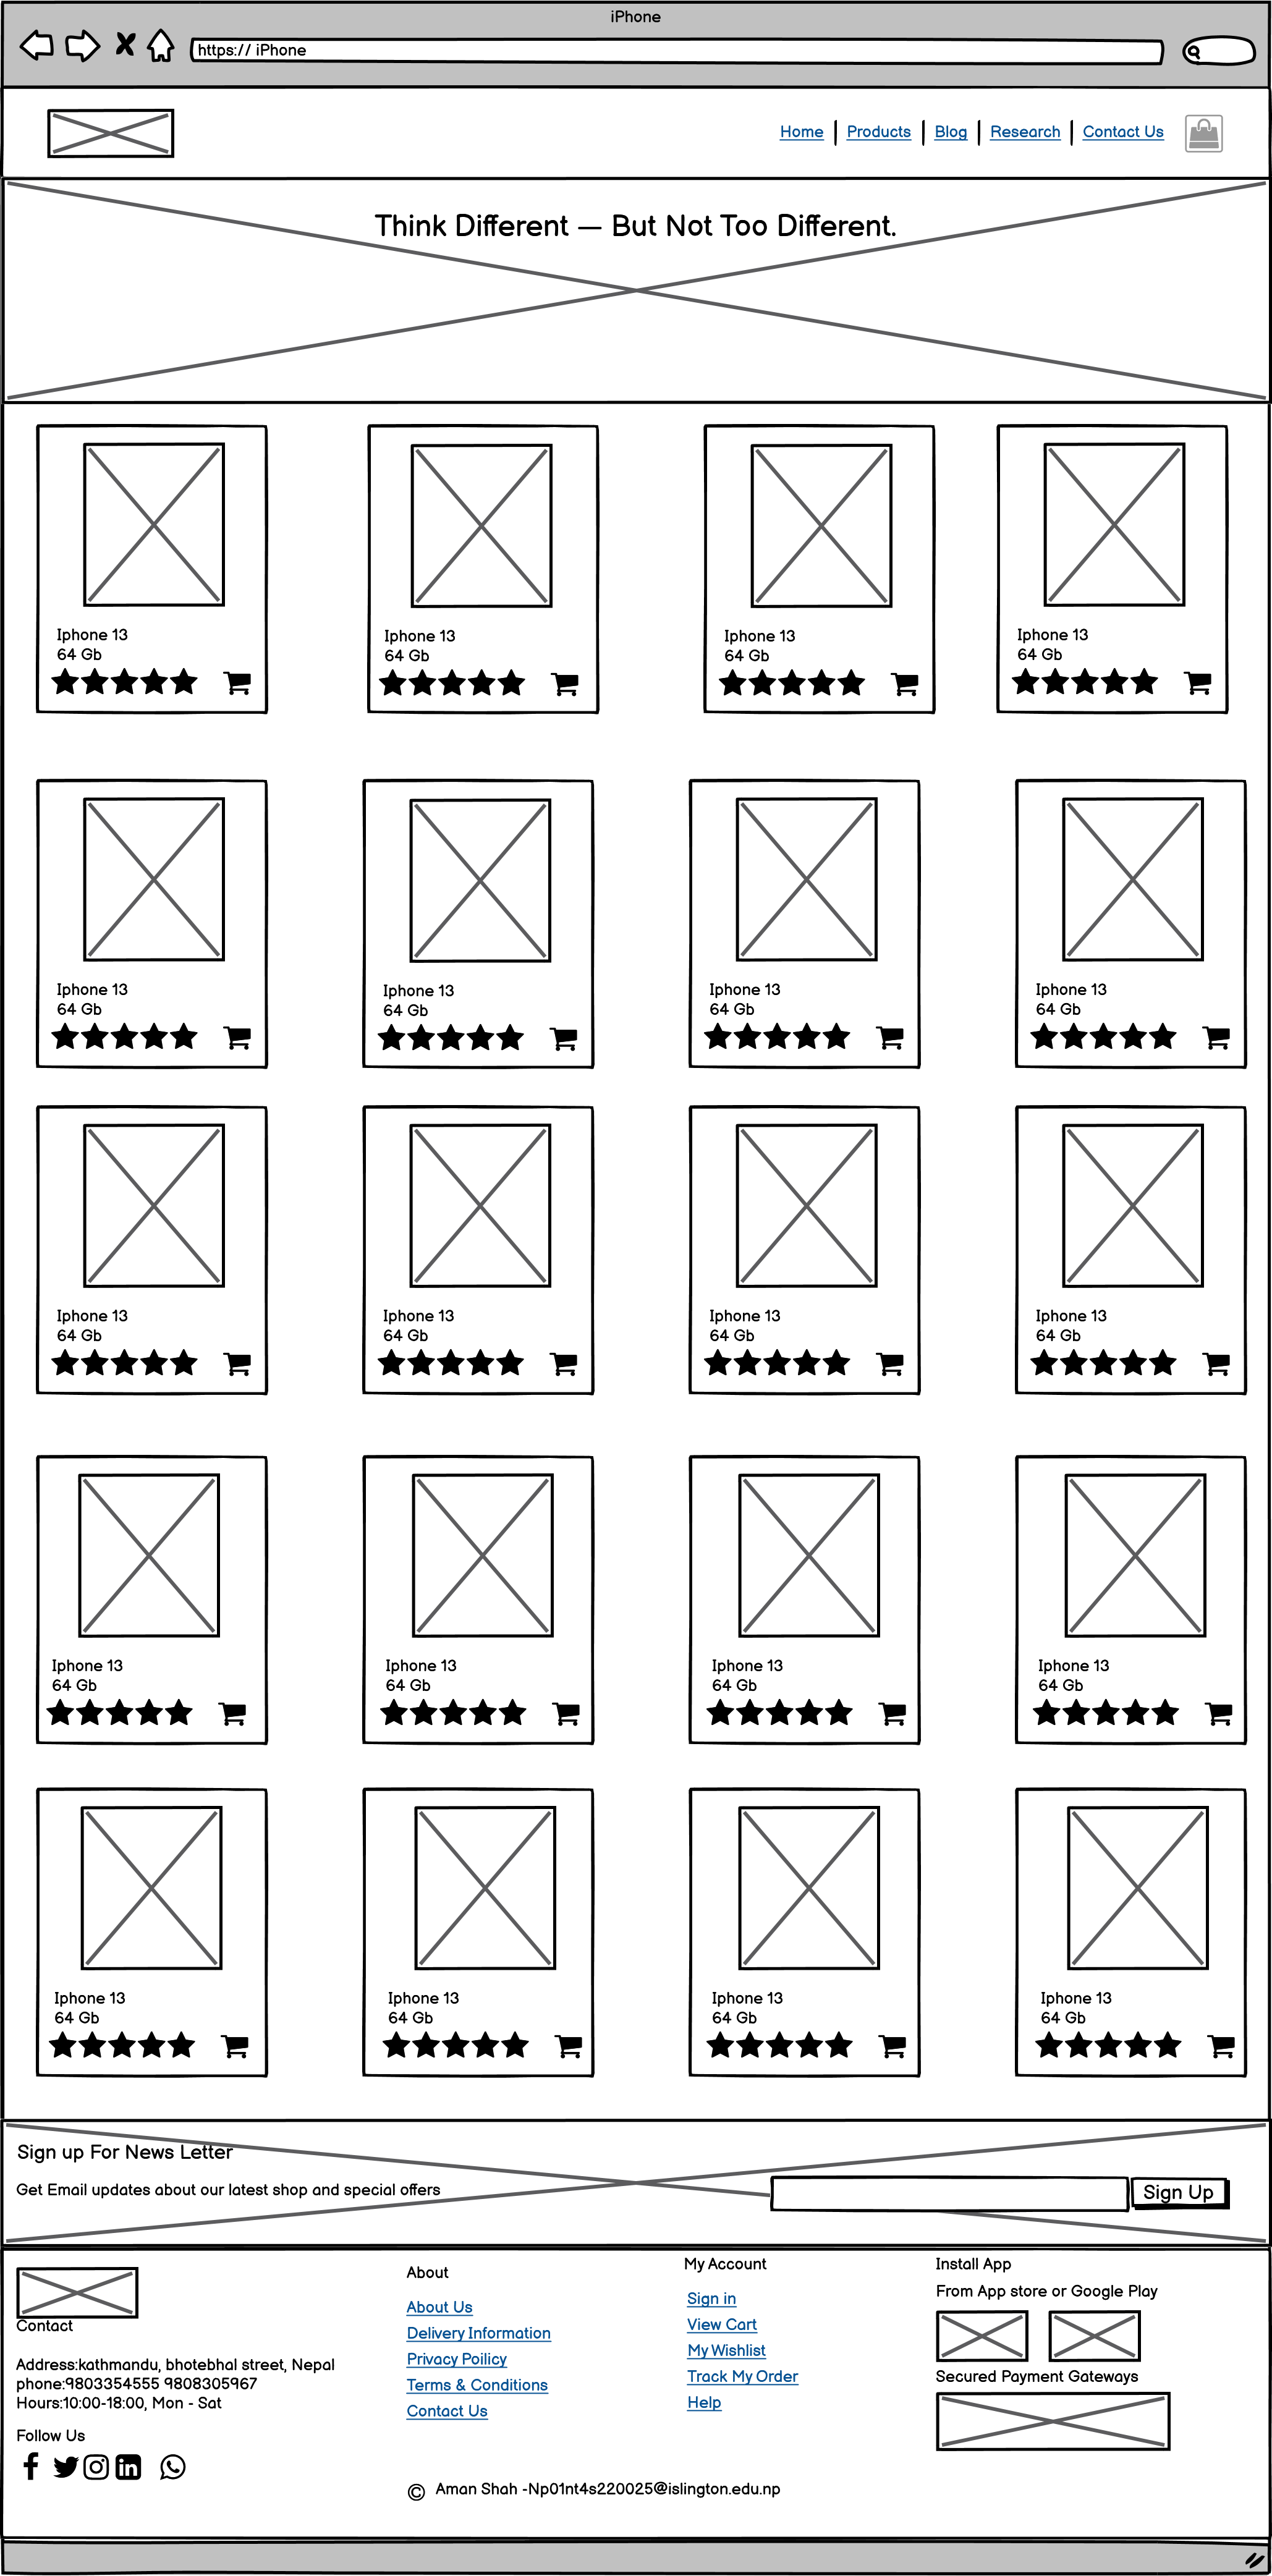 iPhone
https:// iPhone
Home Products Blog Research Contact Us
Think Different — But Not Too Different.
Iphone 13 Iphone 13 Iphone 13 Iphone 13
64 Gb 64 Gb 64 Gb 64 Gb
Iphone 13 Iphone 13 Iphone 13 Iphone 13
64 Gb 64 Gb 64 Gb 64 Gb
Iphone 13 Iphone 13 Iphone 13 Iphone 13
64 Gb 64 Gb 64 Gb 64 Gb
Iphone 13 Iphone 13 Iphone 13 Iphone 13
64 Gb 64 Gb 64 Gb 64 Gb
Iphone 13 Iphone 13 Iphone 13 Iphone 13
64 Gb 64 Gb 64 Gb 64 Gb
Sign up For News Letter
Get Email updates about our latest shop and special offers
Sign Up
Contact
Address:kathmandu, bhotebhal street, Nepal
phone:9803354555 9808305967
Hours:10:00-18:00, Mon - Sat
Follow Us
About
About Us
Delivery Information
Privacy Poilicy
Terms & Conditions
Contact Us
My Account
Sign in
View Cart
My Wishlist
Track My Order
Help
Install App
From App store or Google Play
Secured Payment Gateways
© Aman Shah -Np01nt4s220025@islington.edu.np